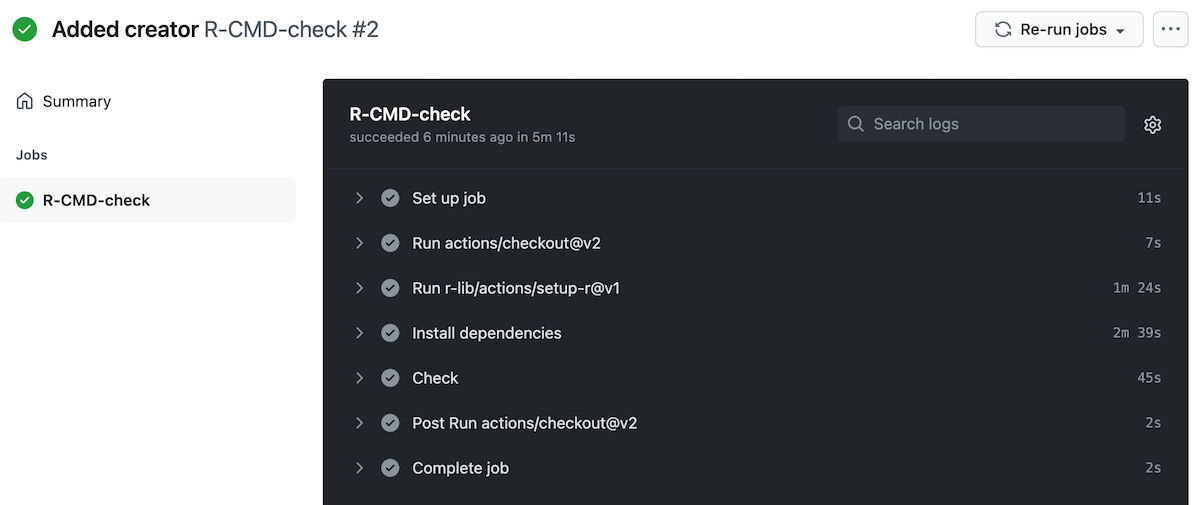 Added creator R-CMD-check #2
Re-run jobs
Summary
Jobs
R-CMD-check
R-CMD-check
succeeded 6 minutes ago in 5m 11s
Search logs
Set up job 11s
Run actions/checkout@v2 7s
Run r-lib/actions/setup-r@v1 1m 24s
Install dependencies 2m 39s
Check 45s
Post Run actions/checkout@v2 2s
Complete job 2s